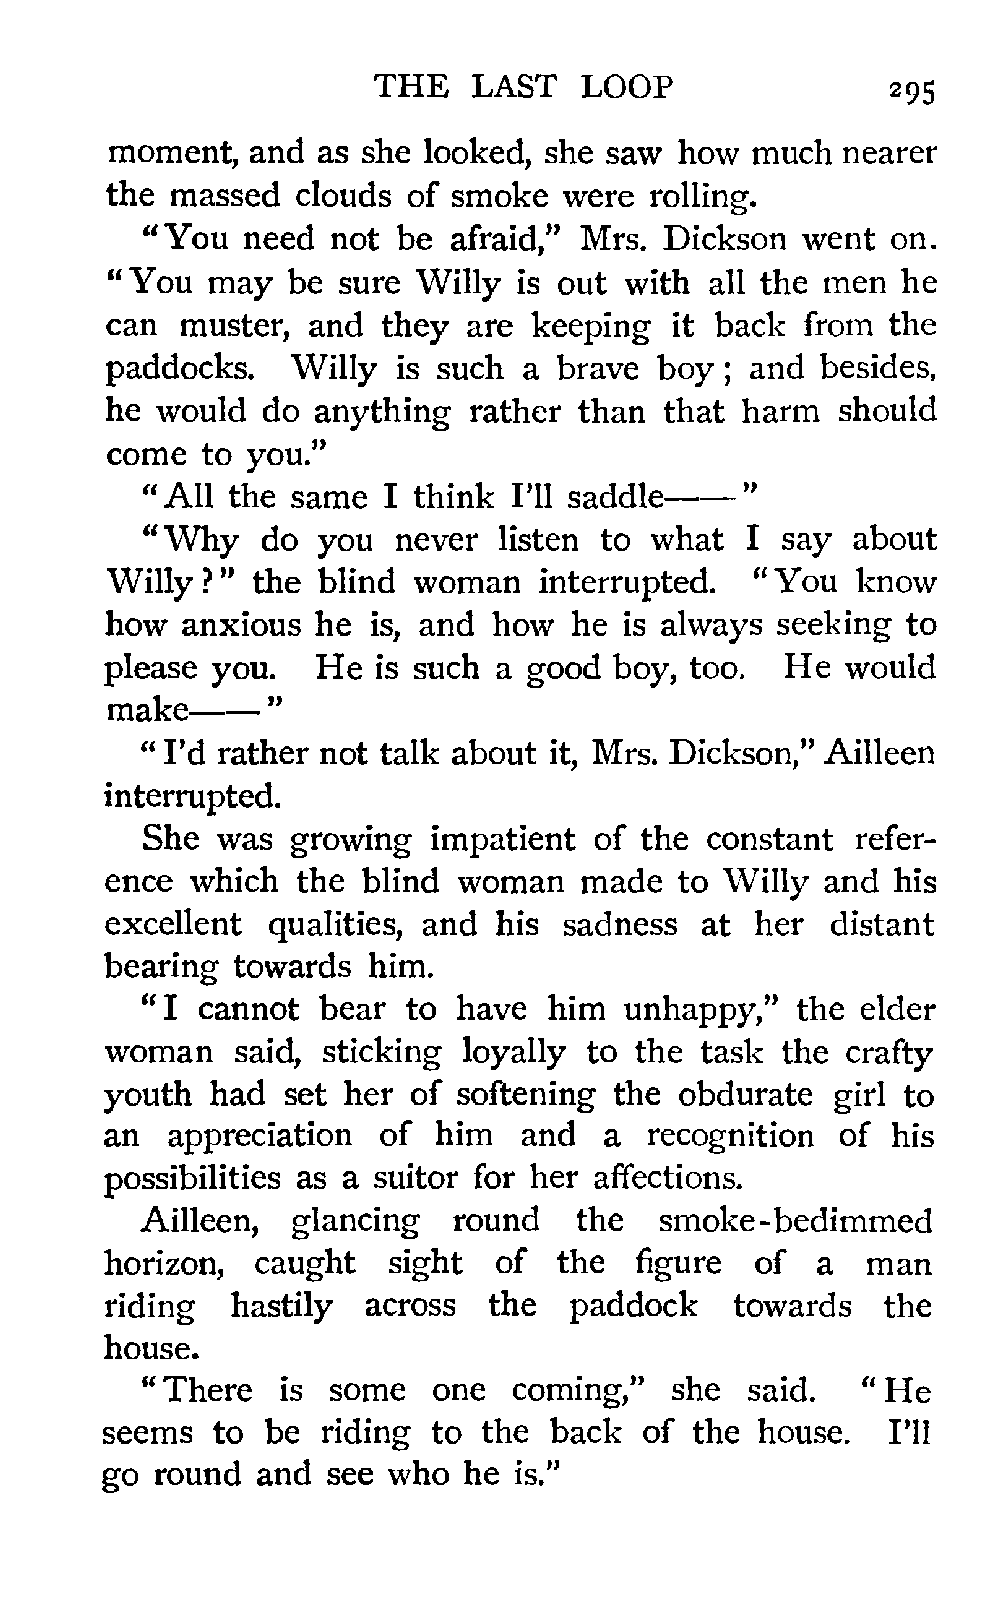 THE LAST LOOP 295
moment, and as she looked, she saw how much nearer
the massed clouds of smoke were rolling.
"You need not be afraid," Mrs. Dickson went on.
"You may be sure Willy is out with all the men he
can muster, and they are keeping it back from the
paddocks. Willy is such a brave boy; and besides,
he would do anything rather than that harm should
come to you."
"All the same I think I'll saddle——"
"Why do you never listen to what I say about
Willy?" the blind woman interrupted. "You know
how anxious he is, and how he is always seeking to
please you. He is such a good boy, too. He would
make——"
"I'd rather not talk about it, Mrs. Dickson," Ailleen
interrupted.
She was growing impatient of the constant refer-
ence which the blind woman made to Willy and his
excellent qualities, and his sadness at her distant
bearing towards him.
"I cannot bear to have him unhappy," the elder
woman said, sticking loyally to the task the crafty
youth had set her of softening the obdurate girl to
an appreciation of him and a recognition of his
possibilities as a suitor for her affections.
Ailleen, glancing round the smoke-bedimmed
horizon, caught sight of the figure of a man
riding hastily across the paddock towards the
house.
"There is some one coming," she said. "He
seems to be riding to the back of the house. I'll
go round and see who he is."